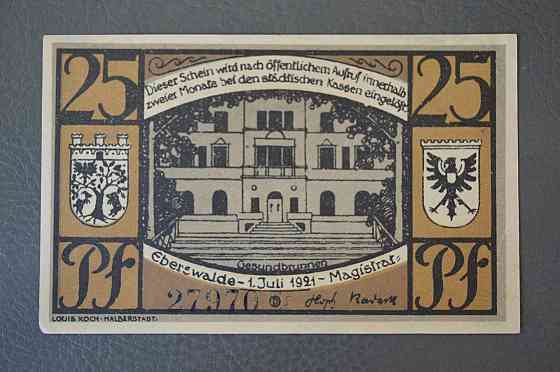 25
Dieser Schein wird nach öffentlichem Aufruf innerhalb
zweier Monate bei den städtischen Kassen eingelöst.
25
Gesundbrunnen
Eberswalde - 1. Juli 1921 - Magistrat:
Pf
27970
Pf
LOUIS KOCH · HALBERSTADT ·